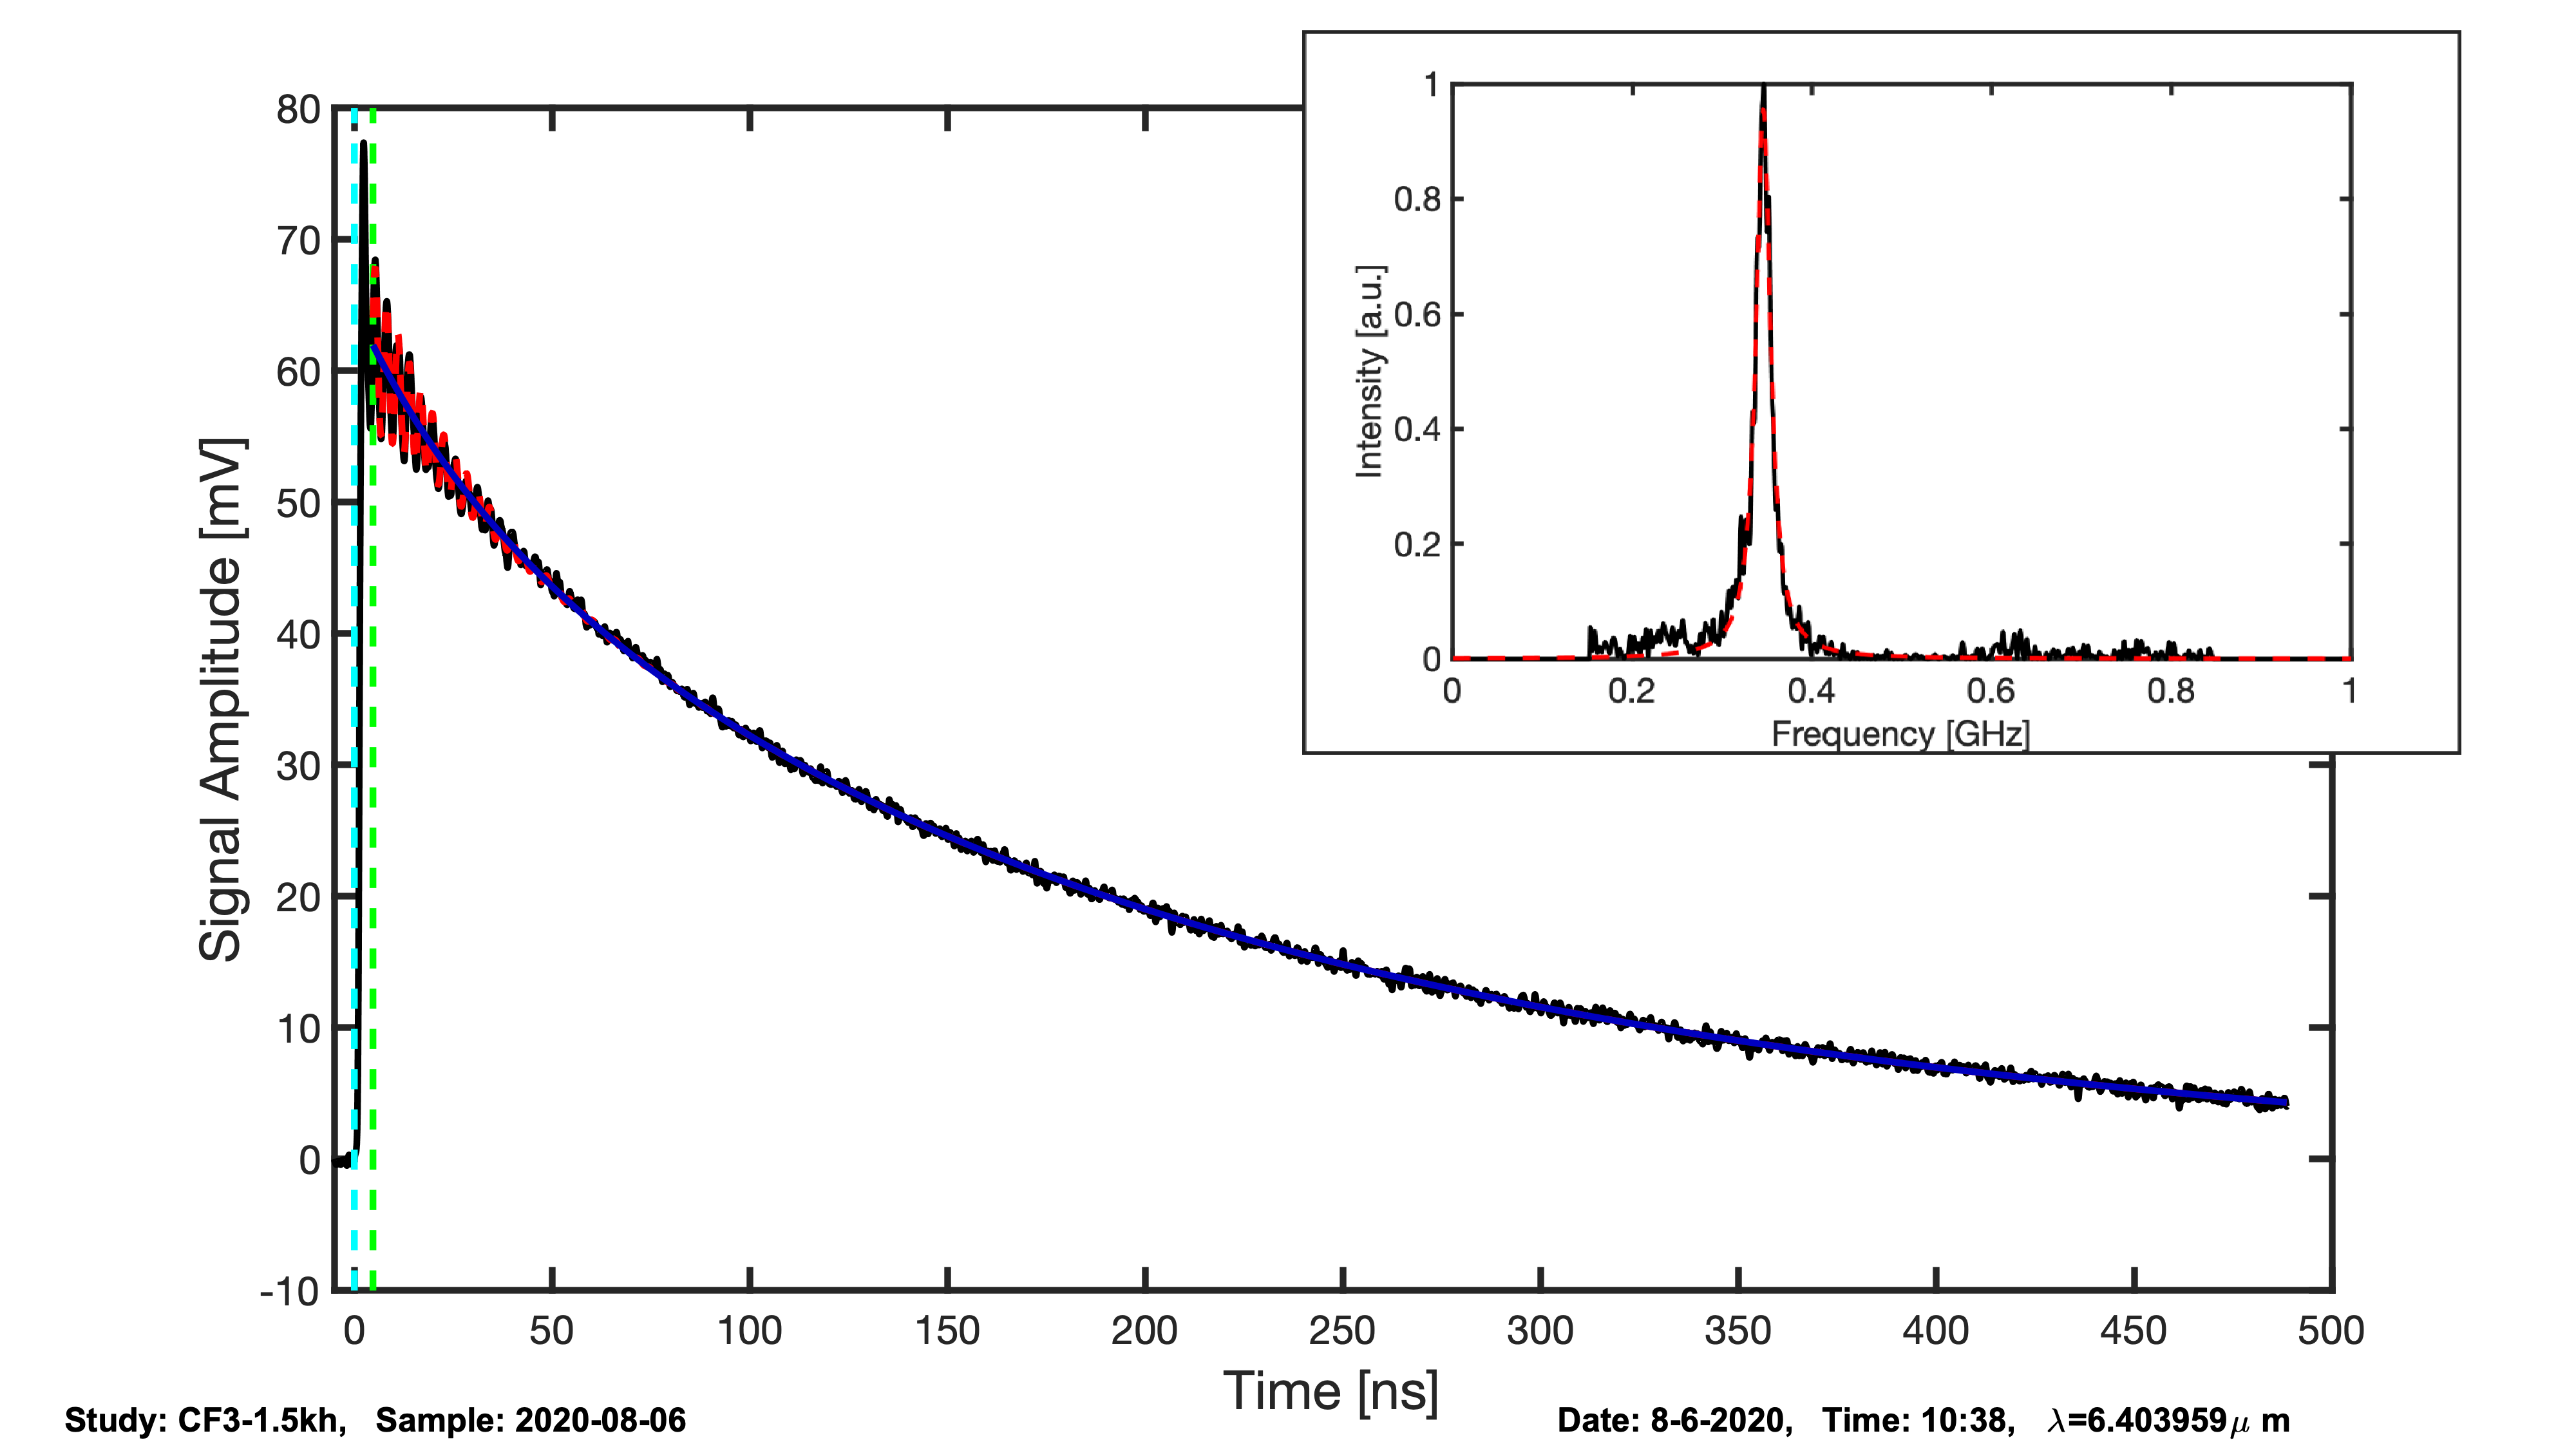 80
70
60
50
40
30
20
10
0
-10
Signal Amplitude [mV]
0 50 100 150 200 250 300 350 400 450 500
Time [ns]
1
0.8
0.6
0.4
0.2
0
Intensity [a.u.]
0 0.2 0.4 0.6 0.8 1
Frequency [GHz]
Study: CF3-1.5kh, Sample: 2020-08-06
Date: 8-6-2020, Time: 10:38, λ=6.403959μ m